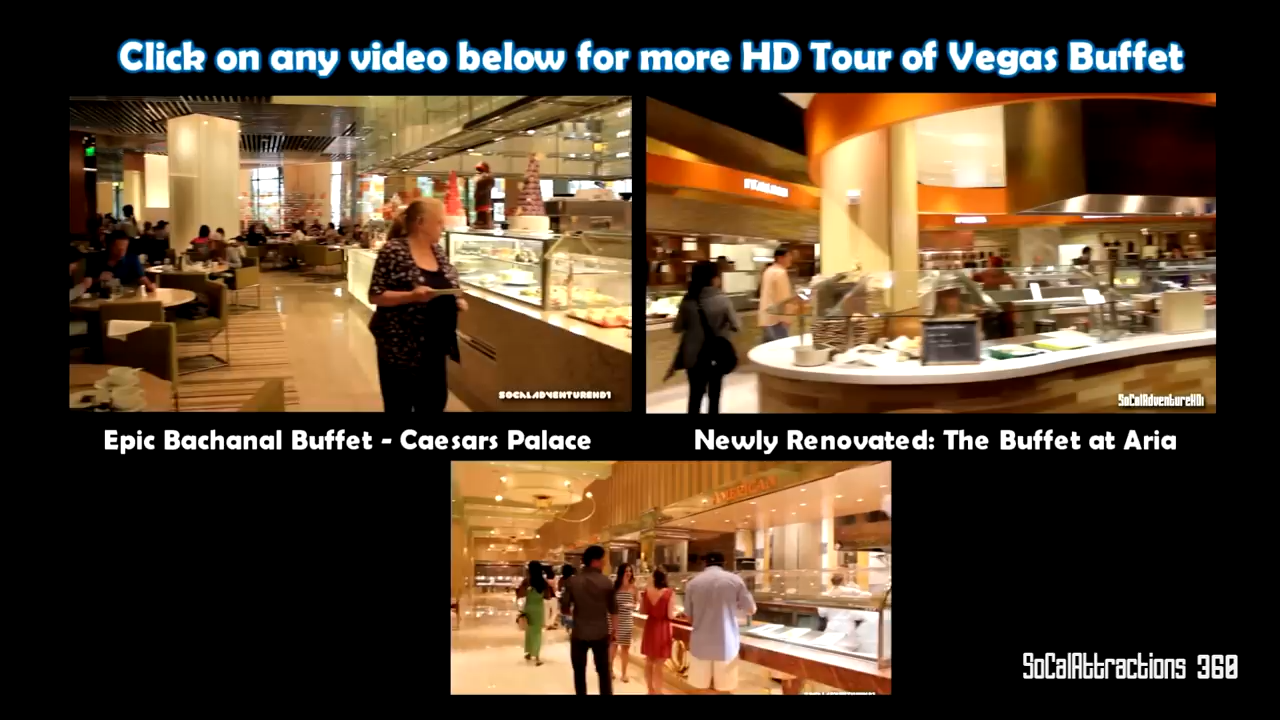 Click on any video below for more HD Tour of Vegas Buffet
SOCALADVENTUREHD1
SoCalAdventureHD1
Epic Bachanal Buffet - Caesars Palace
Newly Renovated: The Buffet at Aria
AMERICAN
SoCalAttractions 360